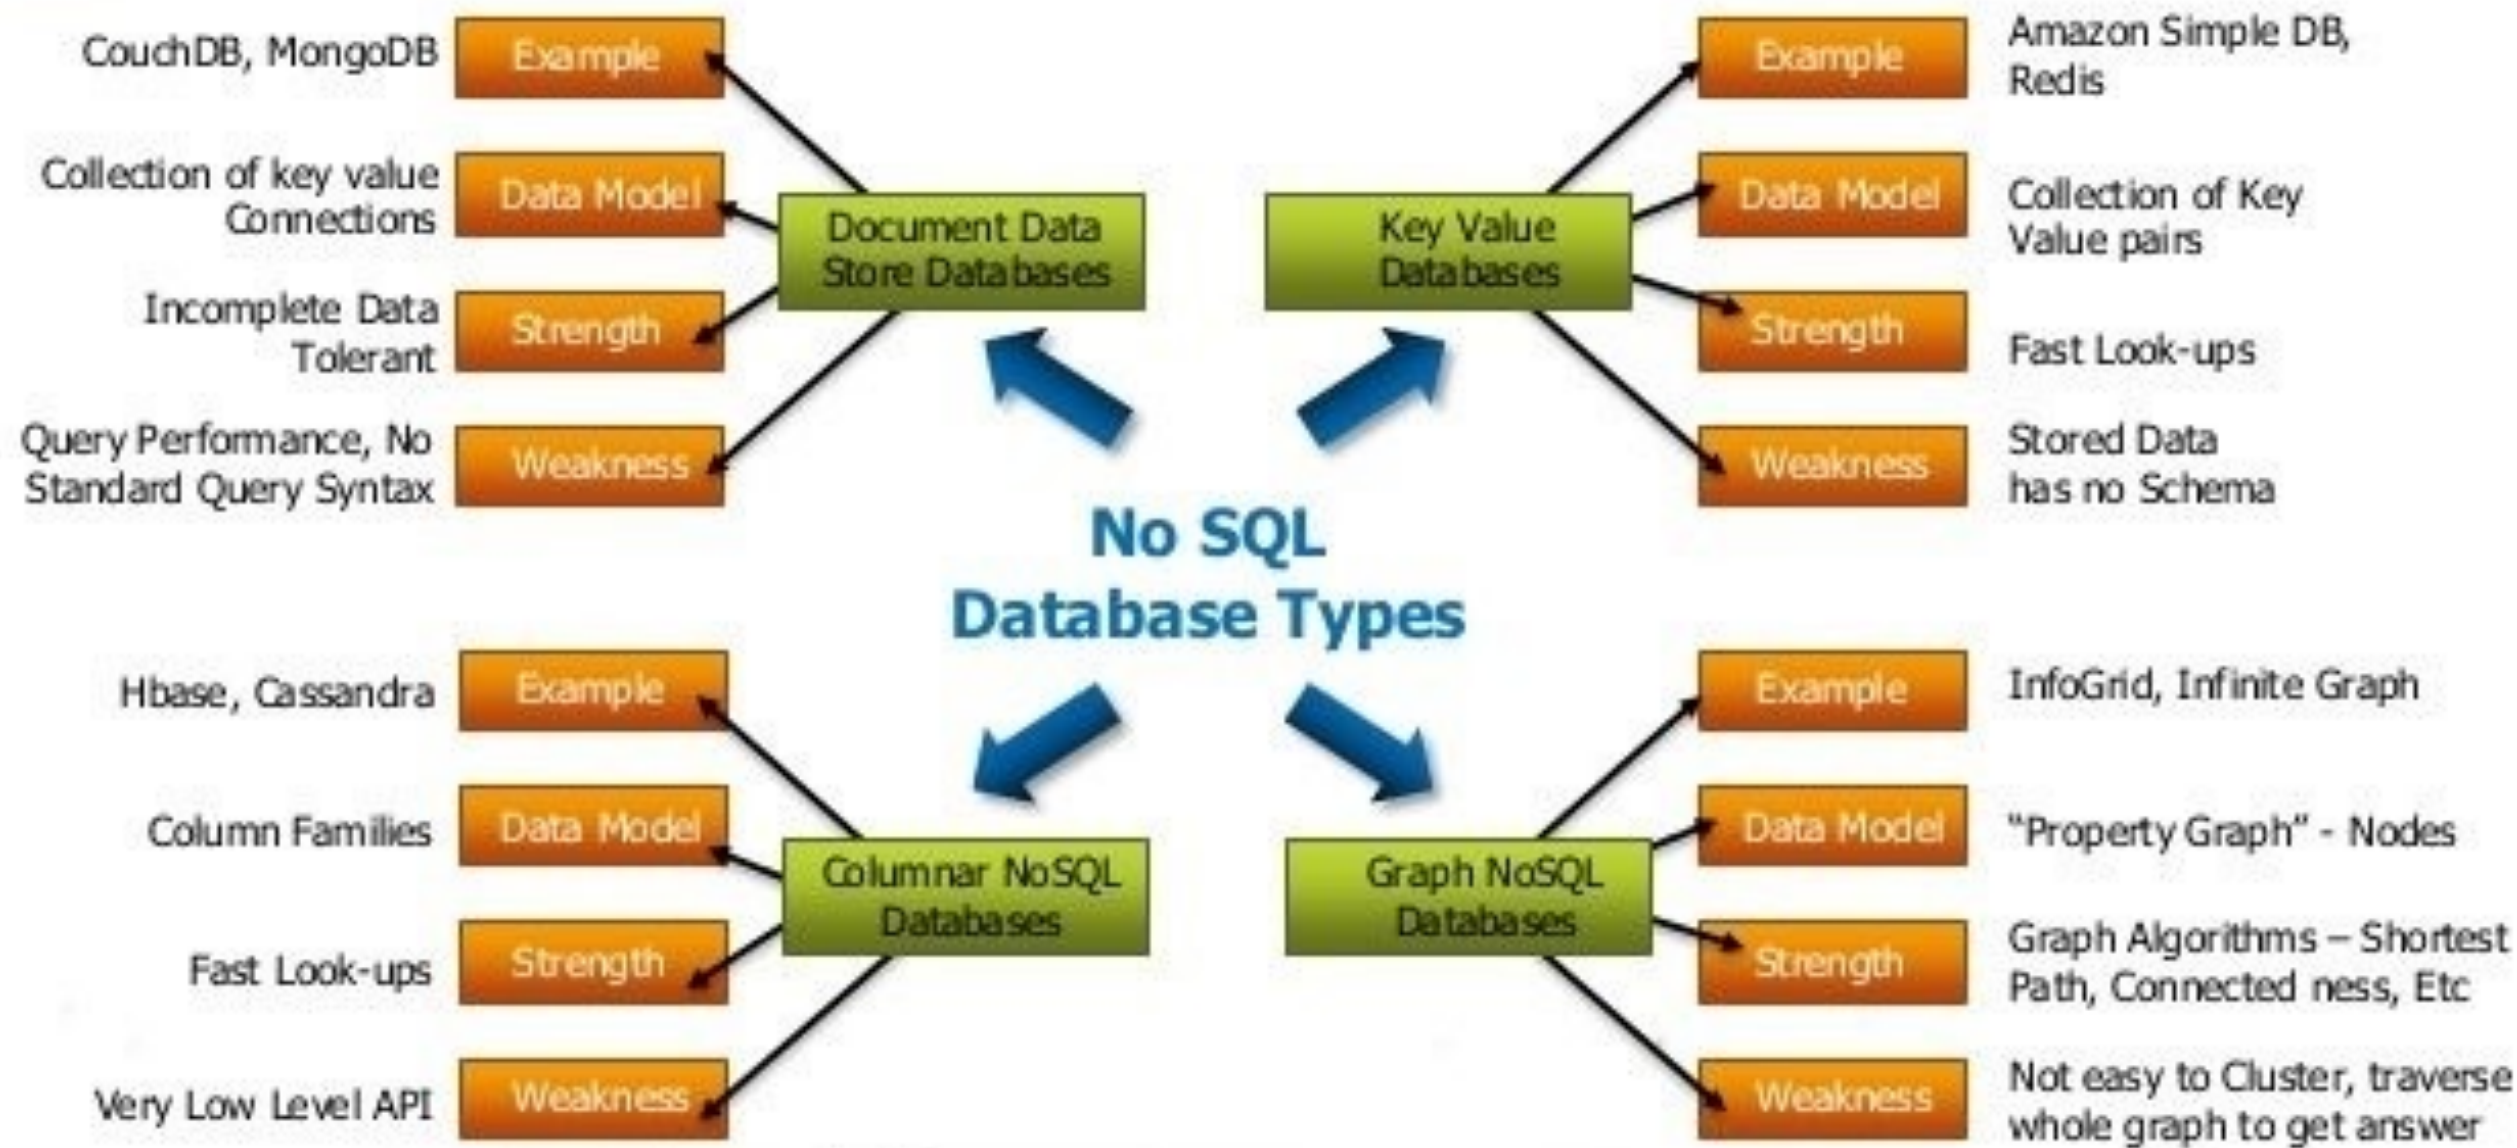 CouchDB, MongoDB
Example
Collection of key value
Connections
Data Model
Incomplete Data
Tolerant
Strength
Query Performance, No
Standard Query Syntax
Weakness
Document Data
Store Databases
Key Value
Databases
Example
Amazon Simple DB,
Redis
Data Model
Collection of Key
Value pairs
Strength
Fast Look-ups
Weakness
Stored Data
has no Schema
No SQL
Database Types
Hbase, Cassandra
Example
Column Families
Data Model
Fast Look-ups
Strength
Very Low Level API
Weakness
Columnar NoSQL
Databases
Graph NoSQL
Databases
Example
InfoGrid, Infinite Graph
Data Model
“Property Graph” - Nodes
Strength
Graph Algorithms – Shortest
Path, Connected ness, Etc
Weakness
Not easy to Cluster, traverse
whole graph to get answer